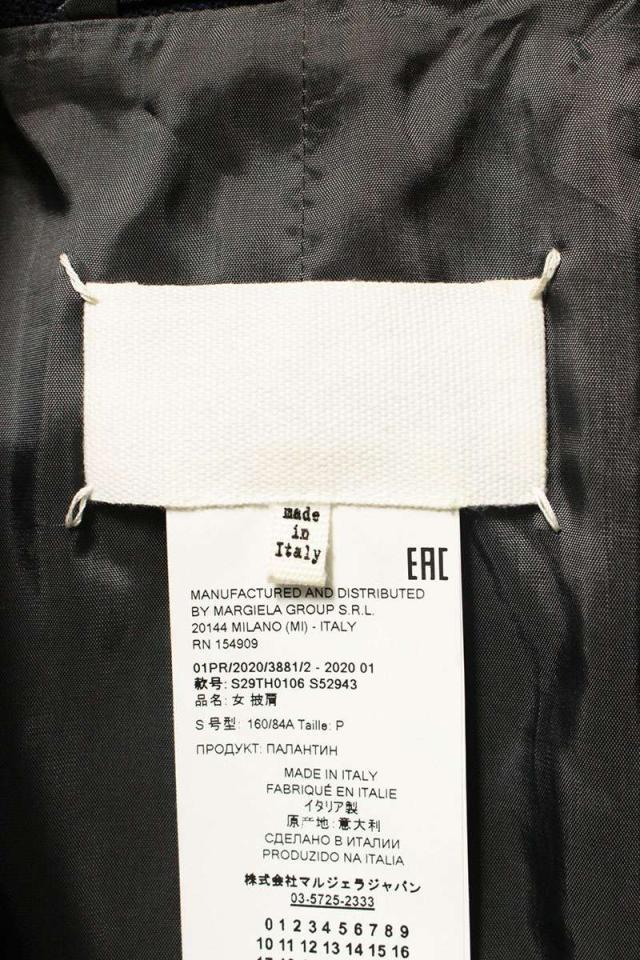 made
in
Italy
EAC
MANUFACTURED AND DISTRIBUTED
BY MARGIELA GROUP S.R.L.
20144 MILANO (MI) - ITALY
RN 154909
01PR/2020/3881/2 - 2020 01
款号: S29TH0106 S52943
品名: 女 披肩
S 号型: 160/84A Taille: P
ПРОДУКТ: ПАЛАНТИН
MADE IN ITALY
FABRIQUÉ EN ITALIE
イタリア製
原产地: 意大利
СДЕЛАНО В ИТАЛИИ
PRODUZIDO NA ITALIA
株式会社マルジェラジャパン
03-5725-2333
0 1 2 3 4 5 6 7 8 9
10 11 12 13 14 15 16